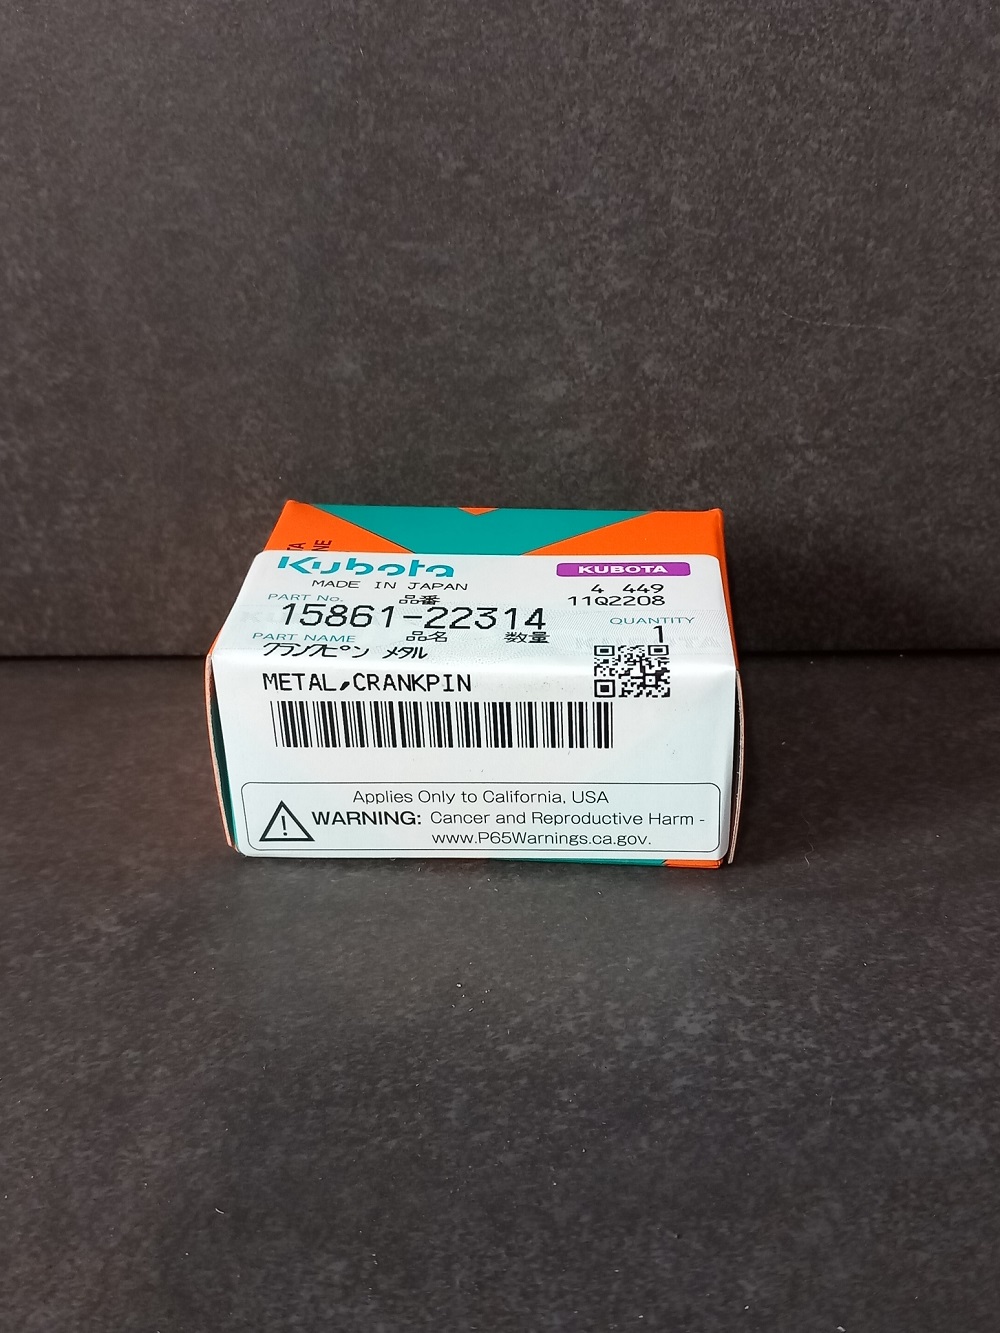 Kubota
KUBOTA
MADE IN JAPAN
4 449
PART No. 品番
11Q2208
15861-22314
QUANTITY
PART NAME 品名 数量 1
クランクピン メタル
METAL,CRANKPIN
Applies Only to California, USA
WARNING: Cancer and Reproductive Harm -
www.P65Warnings.ca.gov.